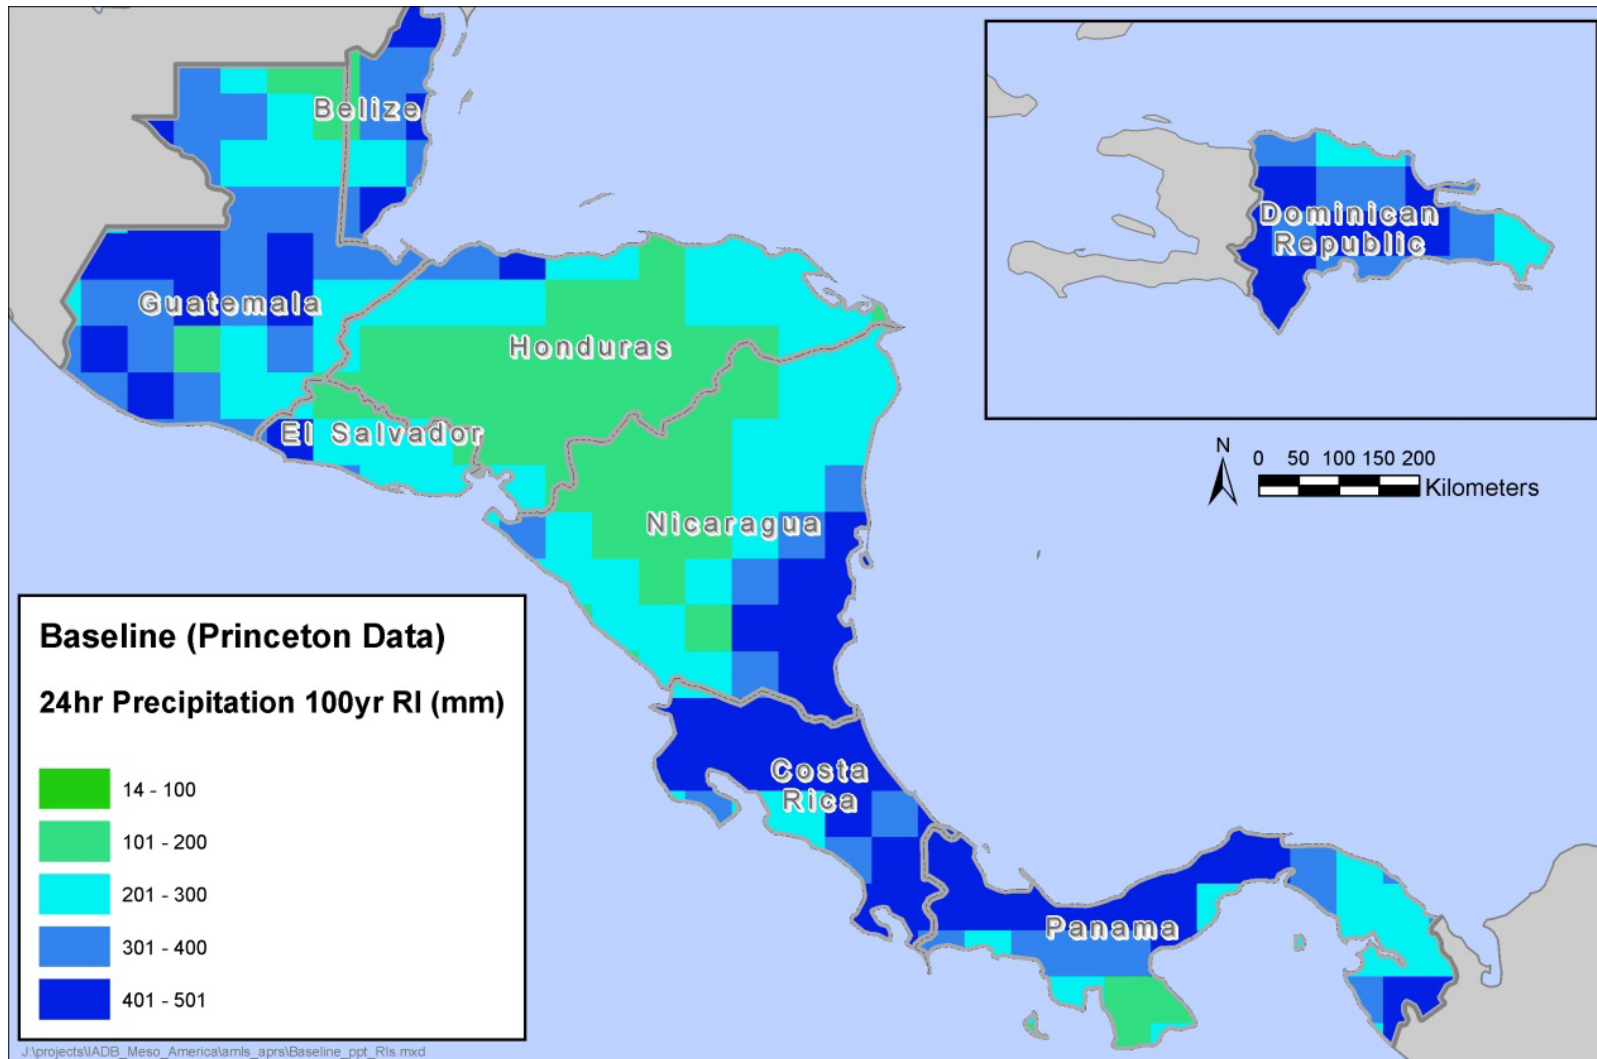 Belize
Guatemala
Honduras
El Salvador
Nicaragua
Costa
Rica
Panama
Dominican
Republic
N
0 50 100 150 200
Kilometers
Baseline (Princeton Data)
24hr Precipitation 100yr RI (mm)
14 - 100
101 - 200
201 - 300
301 - 400
401 - 501
J:\projects\IADB_Meso_America\amls_aprs\Baseline_ppt_RIs.mxd